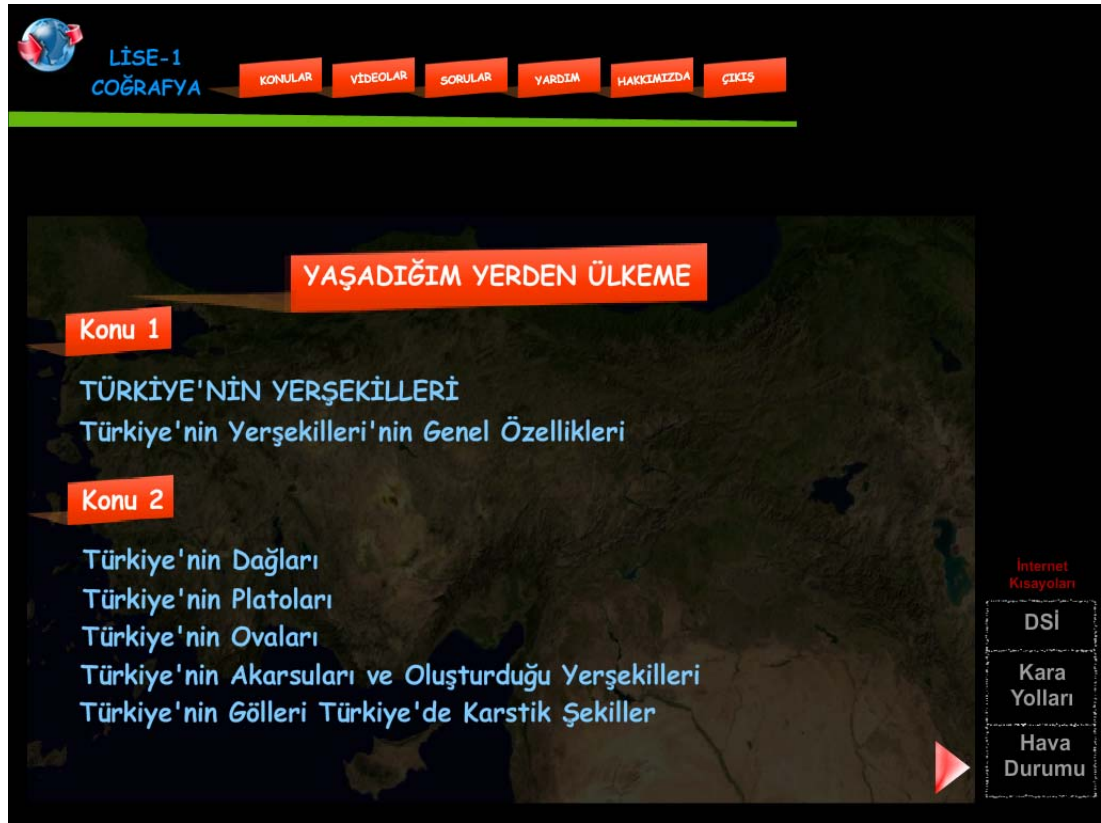 LİSE-1
COĞRAFYA
KONULAR
VİDEOLAR
SORULAR
YARDIM
HAKKIMIZDA
ÇIKIŞ
YAŞADIĞIM YERDEN ÜLKEME
Konu 1
TÜRKİYE'NİN YERŞEKİLLERİ
Türkiye'nin Yerşekilleri'nin Genel Özellikleri
Konu 2
Türkiye'nin Dağları
Türkiye'nin Platoları
Türkiye'nin Ovaları
Türkiye'nin Akarsuları ve Oluşturduğu Yerşekilleri
Türkiye'nin Gölleri Türkiye'de Karstik Şekiller
İnternet
Kısayoları
DSİ
Kara
Yolları
Hava
Durumu